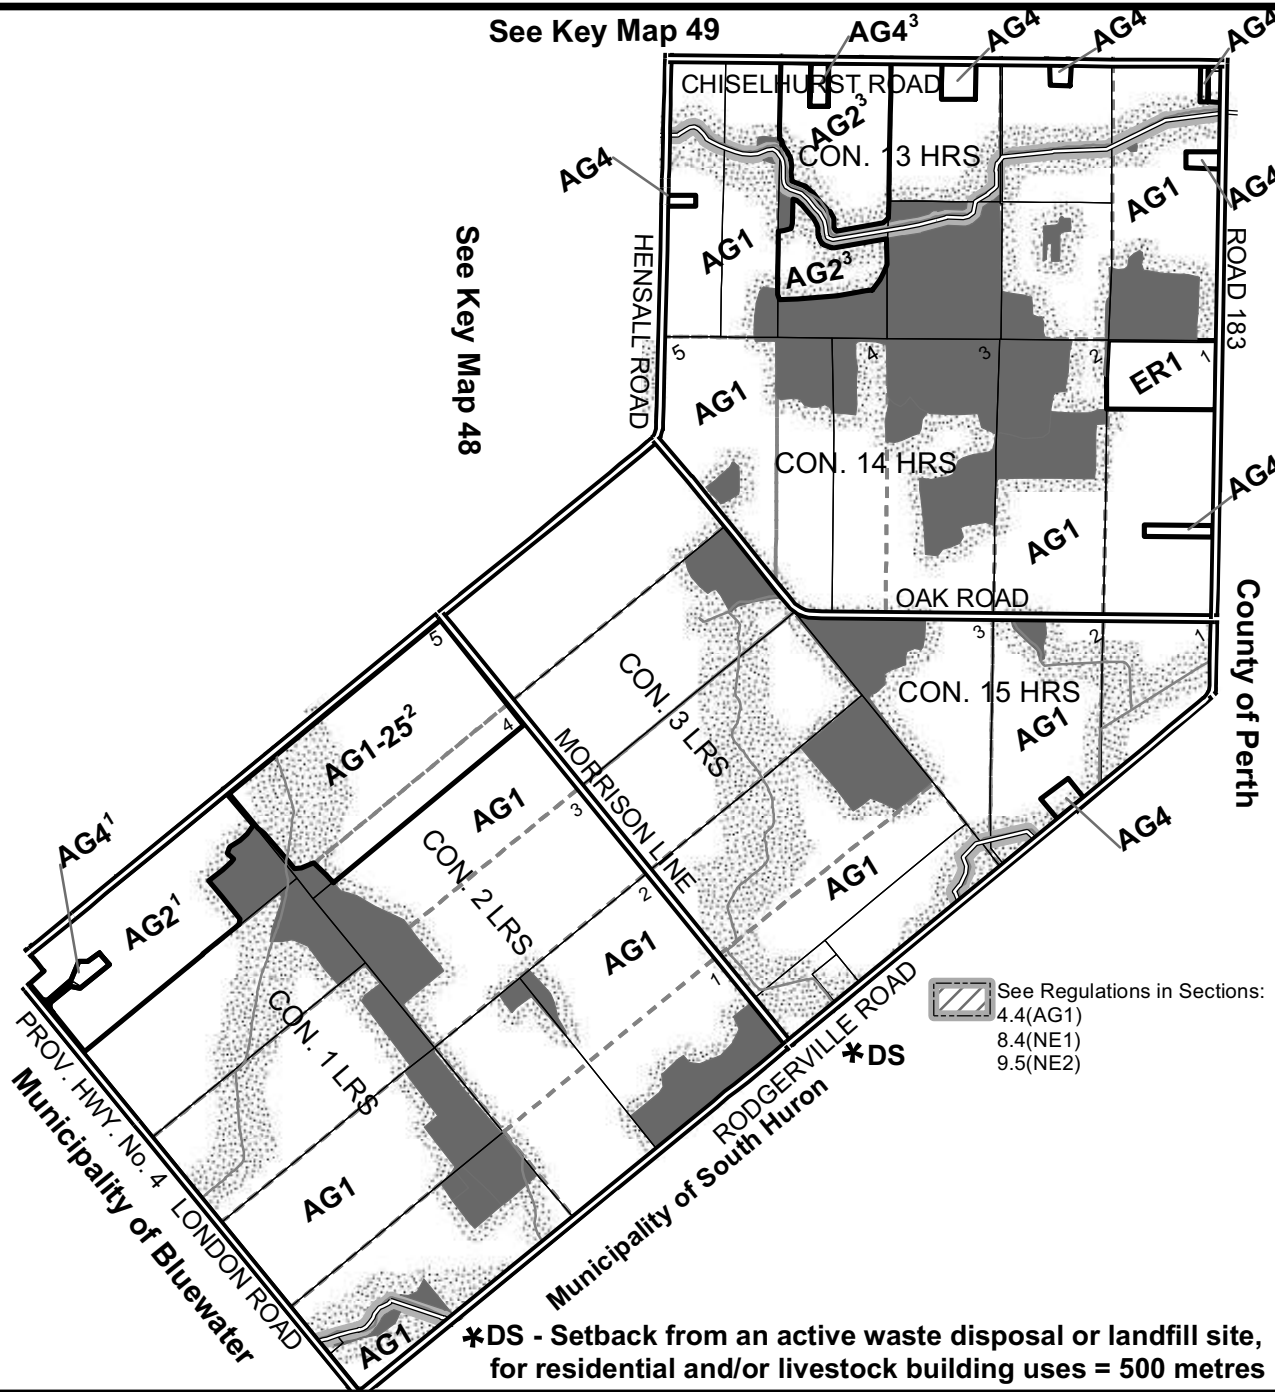 See Key Map 49
AG4³
AG4
AG4
AG4
CHISELHURST ROAD
AG2³
CON. 13 HRS
AG4
AG1
AG4
AG1
AG2³
See Key Map 48
HENSALL ROAD
ROAD 183
5
4
3
2
1
ER1
AG1
CON. 14 HRS
AG4
AG1
OAK ROAD
County of Perth
5
3
2
1
CON. 3 LRS
CON. 15 HRS
AG1
AG1-25²
4
MORRISON LINE
AG1
3
AG4
AG4¹
CON. 2 LRS
AG1
2
AG2¹
AG1
1
CON. 1 LRS
RODGERVILLE ROAD
See Regulations in Sections:
4.4(AG1)
8.4(NE1)
9.5(NE2)
*DS
PROV. HWY. No. 4
LONDON ROAD
Municipality of Bluewater
Municipality of South Huron
AG1
AG1
*DS - Setback from an active waste disposal or landfill site,
for residential and/or livestock building uses = 500 metres